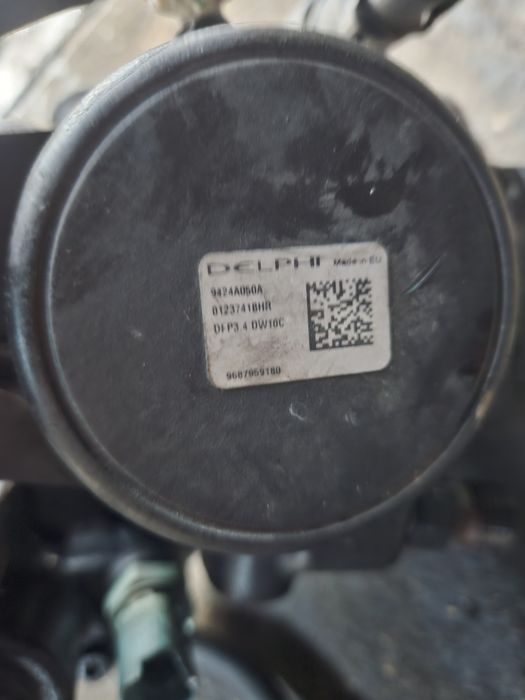 DELPHI Made in EU
9424A050A
0123741BHR
DFP3.4 DW10C
9687959180